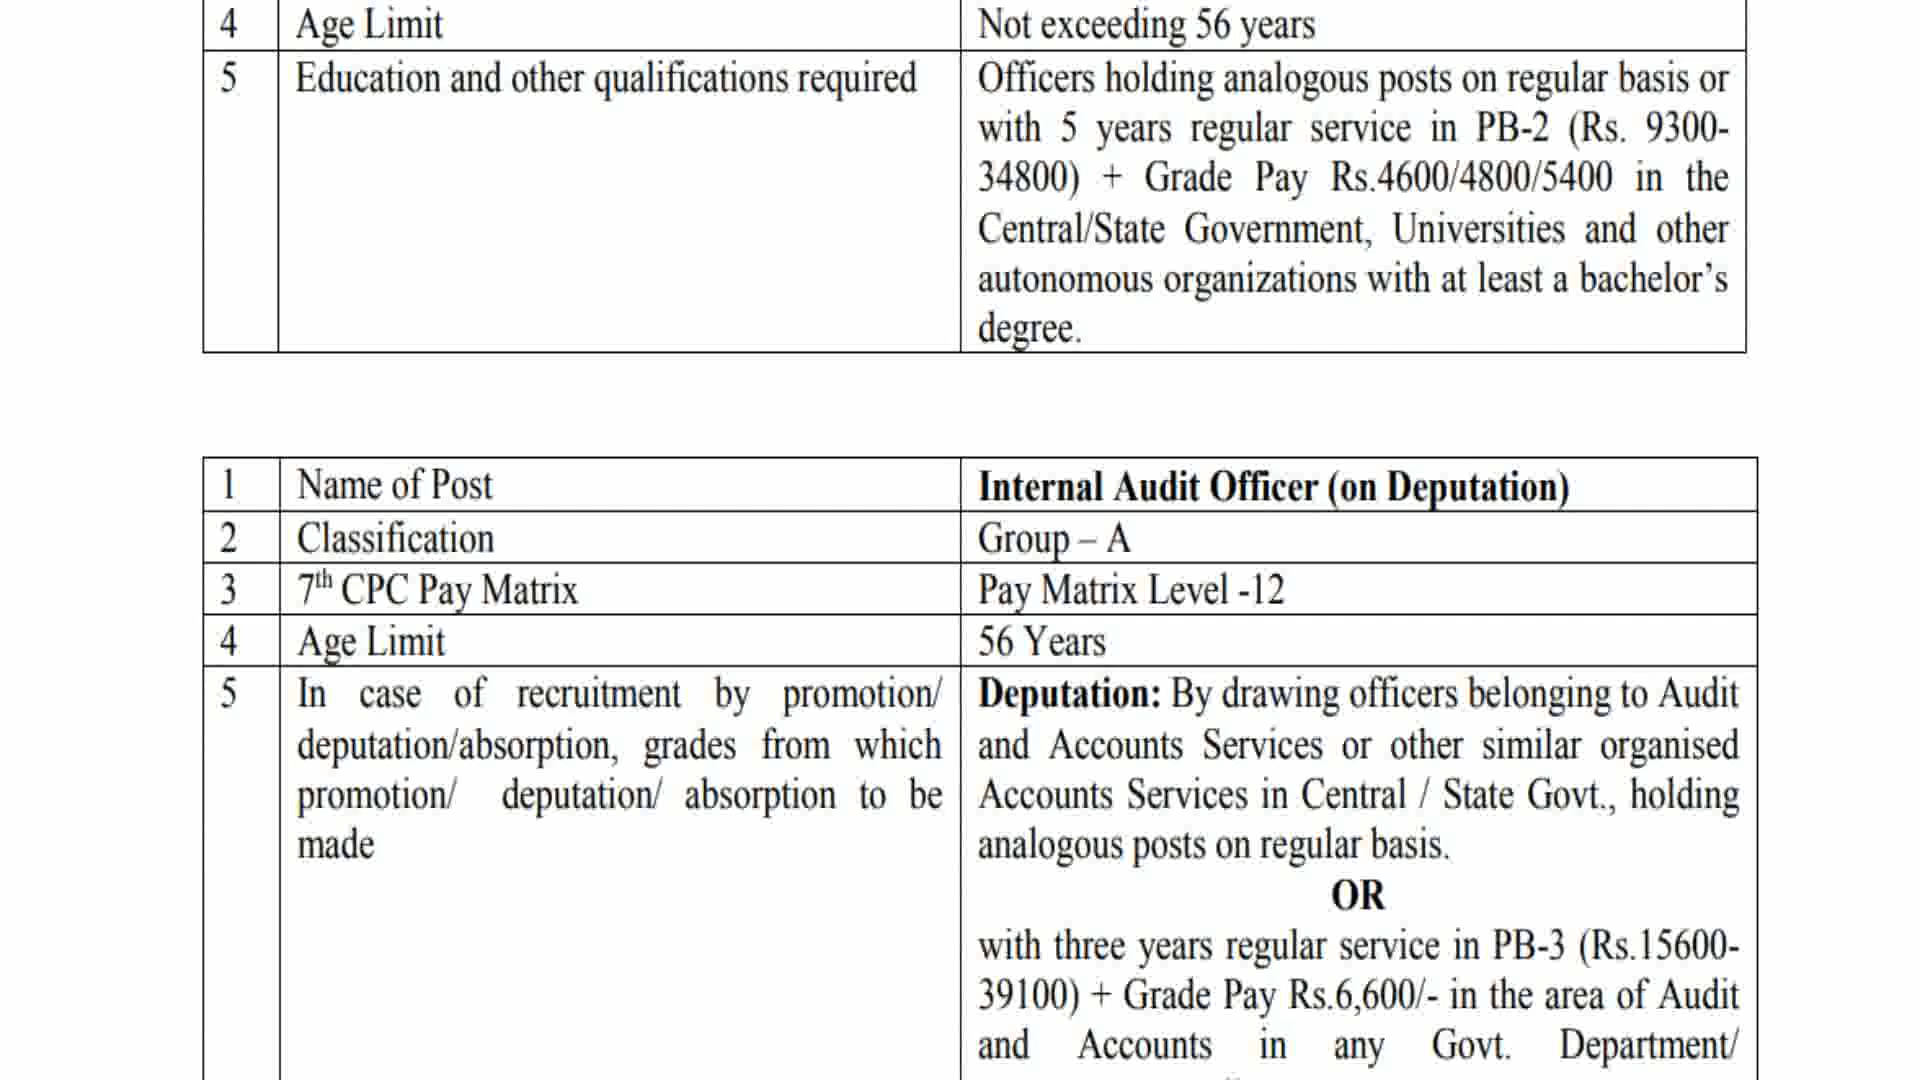 4 Age Limit Not exceeding 56 years
5 Education and other qualifications required Officers holding analogous posts on regular basis or
with 5 years regular service in PB-2 (Rs. 9300-
34800) + Grade Pay Rs.4600/4800/5400 in the
Central/State Government, Universities and other
autonomous organizations with at least a bachelor’s
degree.
1 Name of Post Internal Audit Officer (on Deputation)
2 Classification Group – A
3 7th CPC Pay Matrix Pay Matrix Level -12
4 Age Limit 56 Years
5 In case of recruitment by promotion/ deputation/absorption, grades from which promotion/ deputation/ absorption to be made
Deputation: By drawing officers belonging to Audit
and Accounts Services or other similar organised
Accounts Services in Central / State Govt., holding
analogous posts on regular basis.
OR
with three years regular service in PB-3 (Rs.15600-
39100) + Grade Pay Rs.6,600/- in the area of Audit
and Accounts in any Govt. Department/